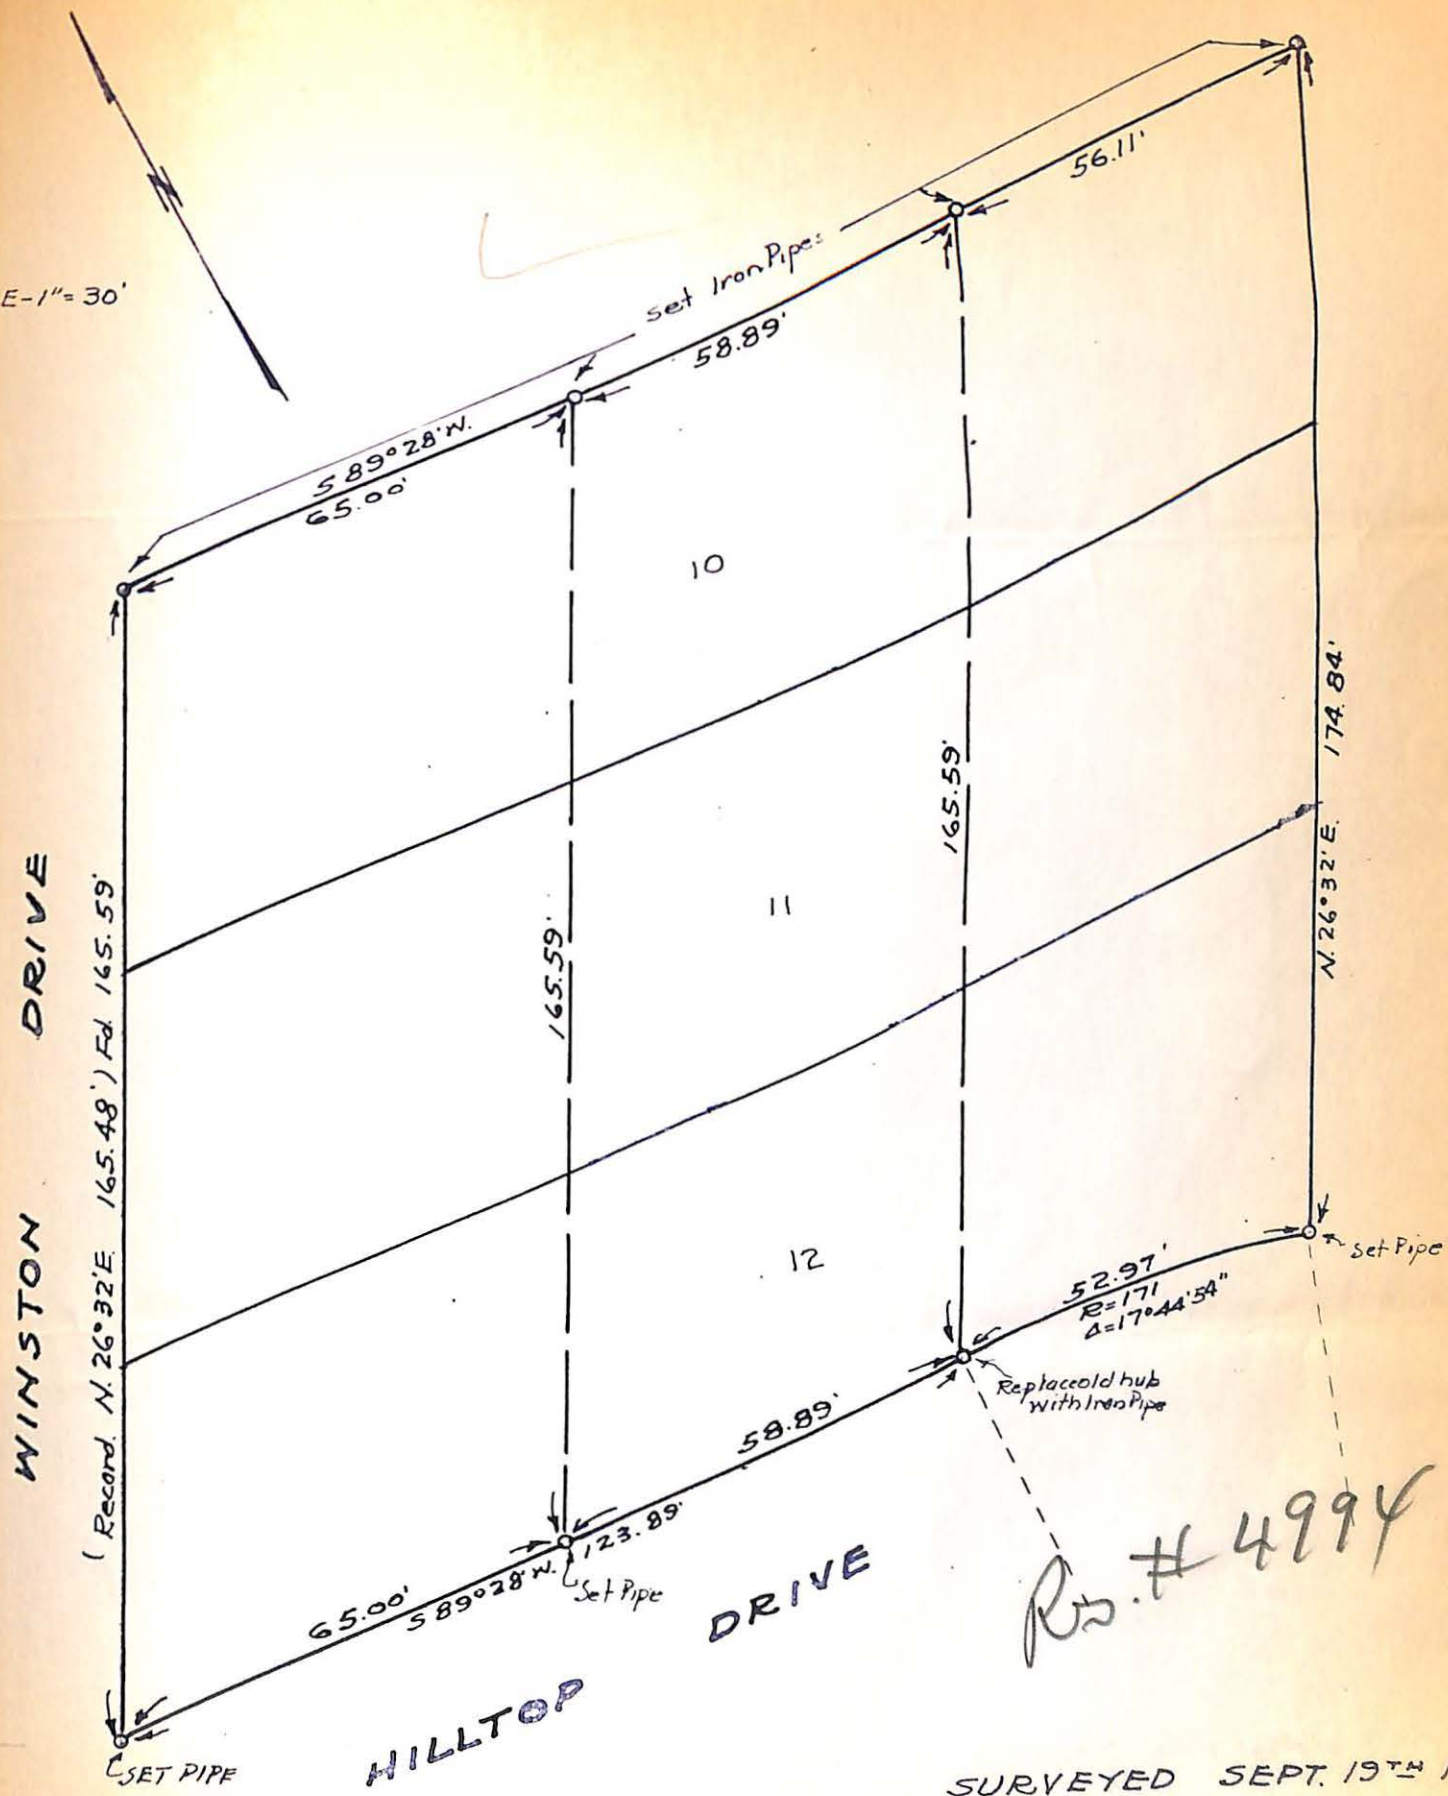 E-1"=30'
56.11'
Set Iron Pipes
58.89'
S 89°28' W.
65.00'
10
174.84'
N. 26°32' E.
165.59'
11
165.59'
WINSTON DRIVE
(Record. N. 26°32'E. 165.48') Fd. 165.59'
12
52.97'
R=171
Δ=17°44'54"
Set Pipe
Replace old hub
with Iron Pipe
58.89'
123.89'
65.00'
S 89°28' W.
Set Pipe
HILLTOP DRIVE
Rs. # 4994
SET PIPE
SURVEYED SEPT. 19TH